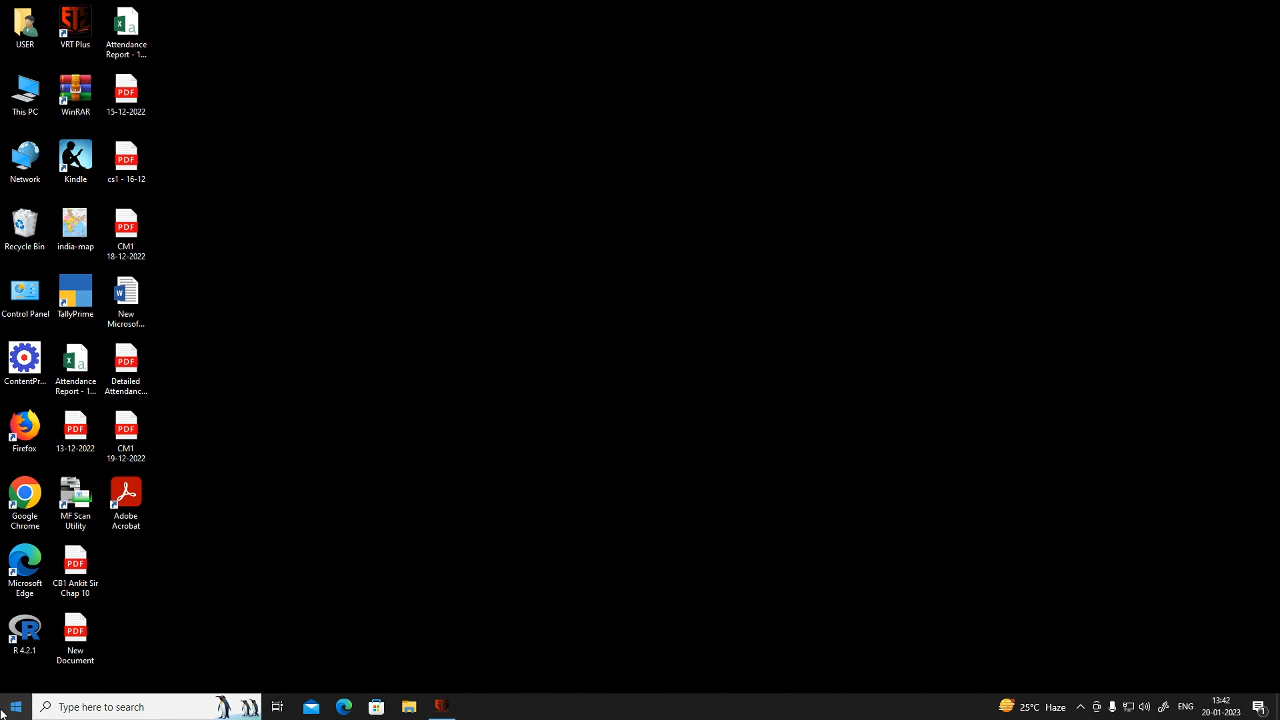 USER
VRT Plus
Attendance
Report - 1...
This PC
WinRAR
PDF
15-12-2022
Network
Kindle
PDF
cs1 - 16-12
Recycle Bin
india-map
PDF
CM1
18-12-2022
Control Panel
TallyPrime
New
Microsof...
ContentPr...
Attendance
Report - 1...
PDF
Detailed
Attendanc...
Firefox
PDF
13-12-2022
PDF
CM1
19-12-2022
Google
Chrome
MF Scan
Utility
Adobe
Acrobat
Microsoft
Edge
PDF
CB1 Ankit Sir
Chap 10
R 4.2.1
PDF
New
Document
Type here to search
25°C Haze
ENG
13:42
20-01-2023